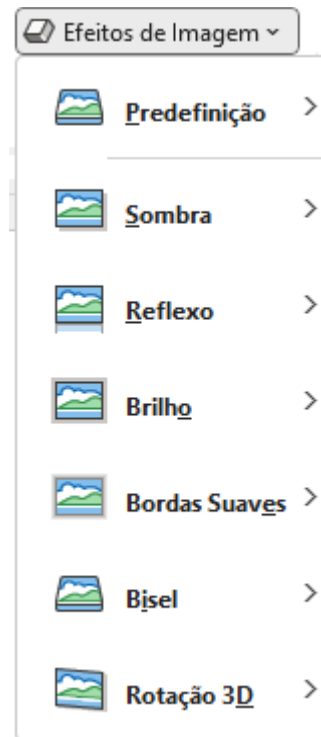 Efeitos de Imagem
Predefinição
Sombra
Reflexo
Brilho
Bordas Suaves
Bisel
Rotação 3D